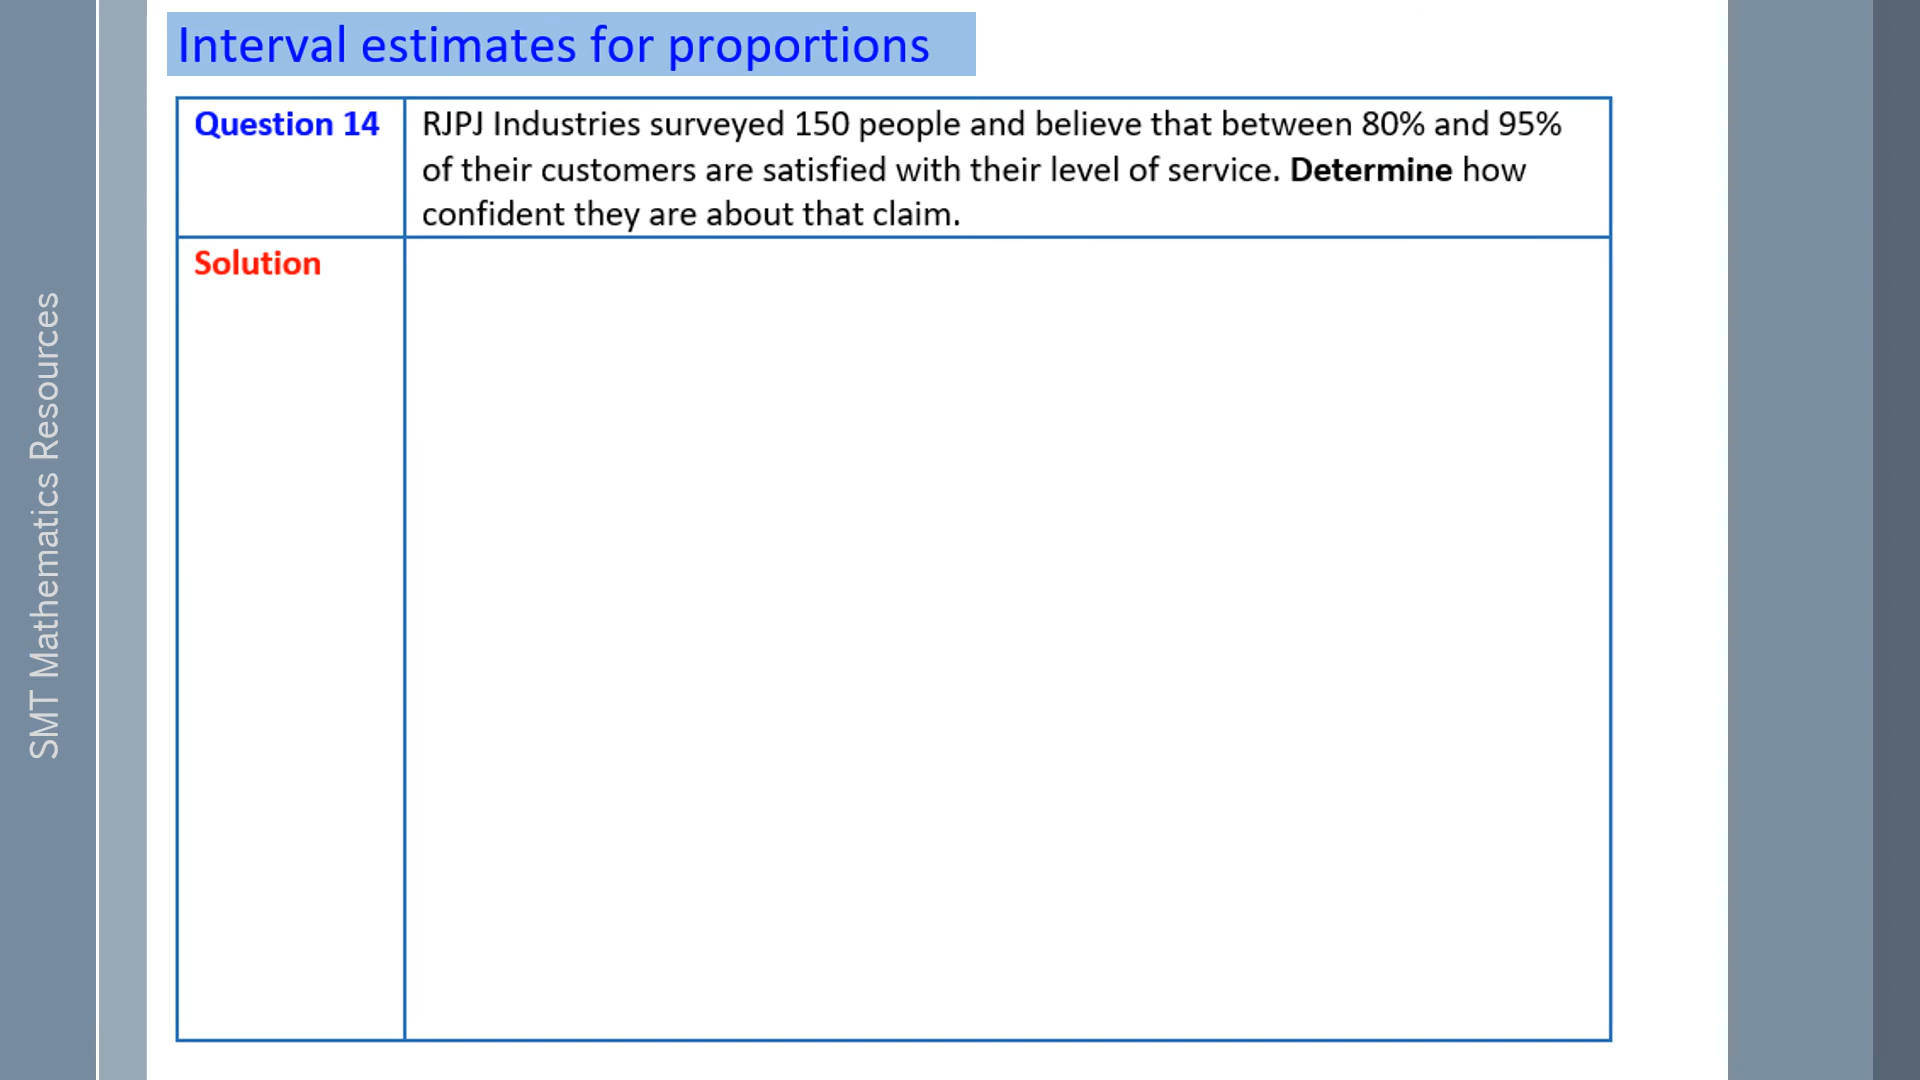 Interval estimates for proportions
Question 14
RJPJ Industries surveyed 150 people and believe that between 80% and 95%
of their customers are satisfied with their level of service. Determine how
confident they are about that claim.
Solution
SMT Mathematics Resources